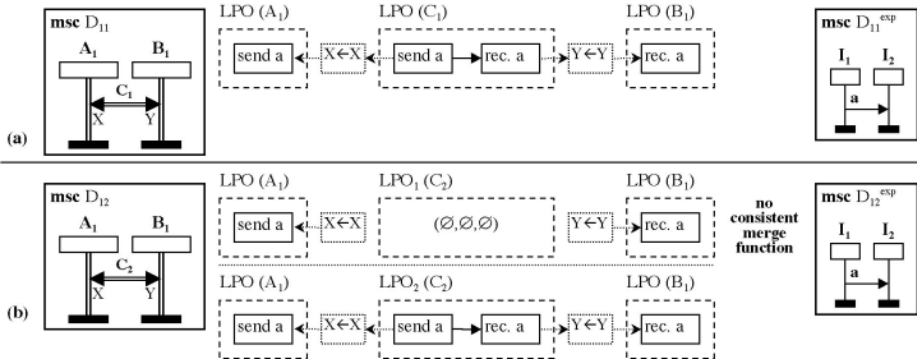 LPO (A₁) LPO (C₁) LPO (B₁)
msc D₁₁
A₁ B₁
C₁
X Y
(a)
send a X←X send a rec. a Y←Y rec. a
msc D₁₁ᵉˣᵖ
I₁ I₂
a
LPO (A₁) LPO₁ (C₂) LPO (B₁)
msc D₁₂
A₁ B₁
C₂
X Y
(b)
send a X←X (∅,∅,∅) Y←Y rec. a
no
consistent
merge
function
msc D₁₂ᵉˣᵖ
I₁ I₂
a
LPO (A₁) LPO₂ (C₂) LPO (B₁)
send a X←X send a rec. a Y←Y rec. a